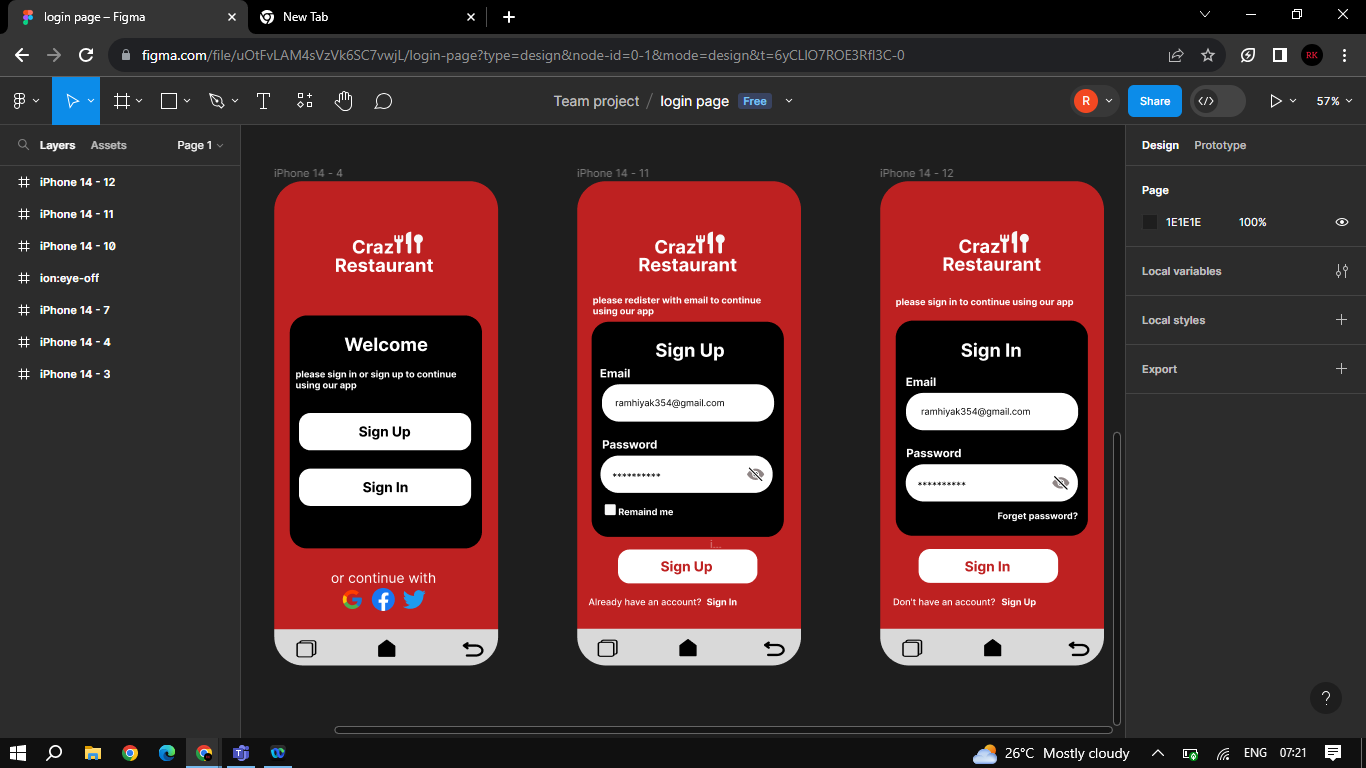 login page – Figma
New Tab
figma.com/file/uOtFvLAM4sVzVk6SC7vwjL/login-page?type=design&node-id=0-1&mode=design&t=6yCLIO7ROE3Rfl3C-0
RK
Team project / login page Free
R
Share
57%
Layers Assets Page 1
iPhone 14 - 12
iPhone 14 - 11
iPhone 14 - 10
ion:eye-off
iPhone 14 - 7
iPhone 14 - 4
iPhone 14 - 3
iPhone 14 - 4
Craz
Restaurant
Welcome
please sign in or sign up to continue
using our app
Sign Up
Sign In
or continue with
iPhone 14 - 11
Craz
Restaurant
please redister with email to continue
using our app
Sign Up
Email
ramhiyak354@gmail.com
Password
**********
Remaind me
i...
Sign Up
Already have an account? Sign In
iPhone 14 - 12
Craz
Restaurant
please sign in to continue using our app
Sign In
Email
ramhiyak354@gmail.com
Password
**********
Forget password?
Sign In
Don't have an account? Sign Up
Design Prototype
Page
1E1E1E 100%
Local variables
Local styles
Export
?
26°C Mostly cloudy
ENG 07:21